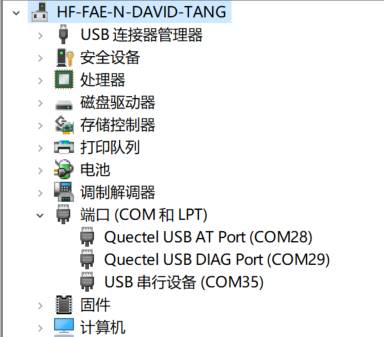 HF-FAE-N-DAVID-TANG
USB 连接器管理器
安全设备
处理器
磁盘驱动器
存储控制器
打印队列
电池
调制解调器
端口 (COM 和 LPT)
Quectel USB AT Port (COM28)
Quectel USB DIAG Port (COM29)
USB 串行设备 (COM35)
固件
计算机